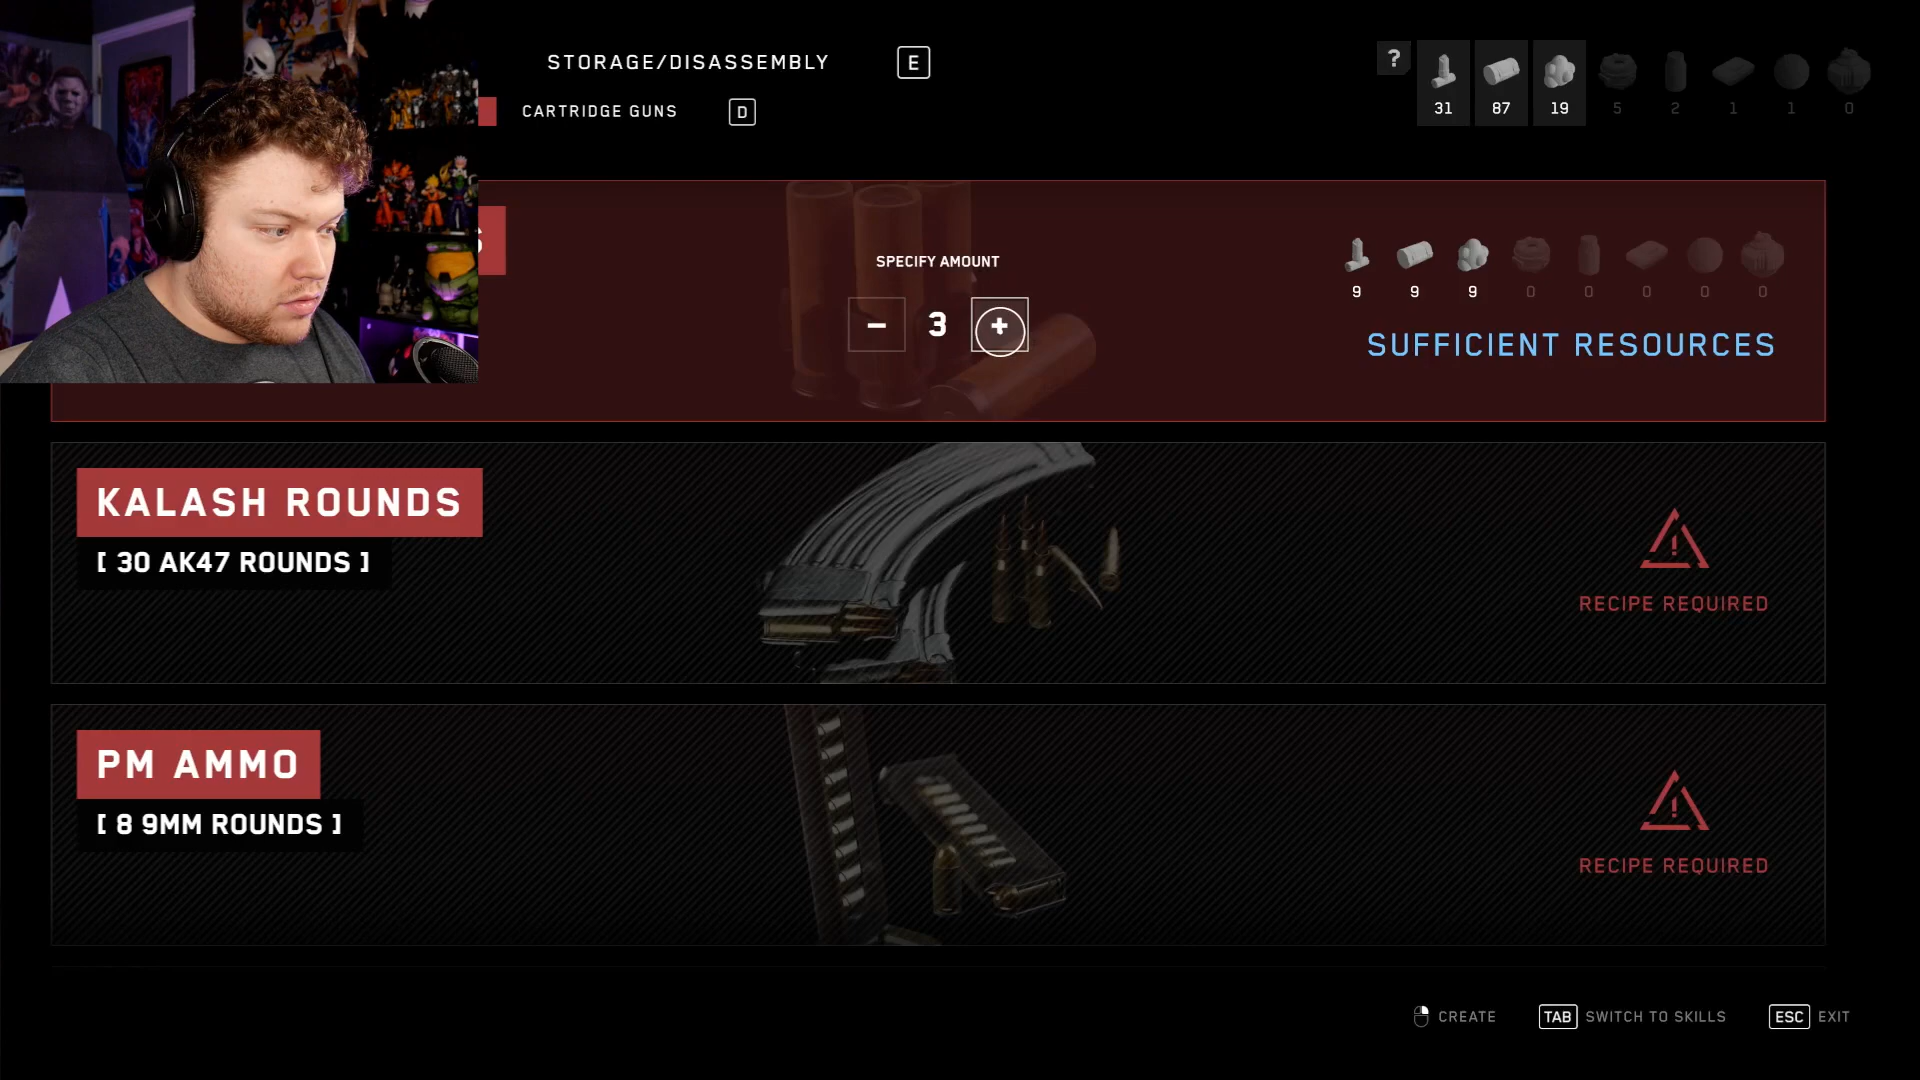 STORAGE/DISASSEMBLY E
? 31 87 19 5 2 1 1 0
CARTRIDGE GUNS D
SPECIFY AMOUNT
- 3 +
9 9 9 0 0 0 0 0
SUFFICIENT RESOURCES
KALASH ROUNDS
[ 30 AK47 ROUNDS ]
RECIPE REQUIRED
PM AMMO
[ 8 9MM ROUNDS ]
RECIPE REQUIRED
CREATE TAB SWITCH TO SKILLS ESC EXIT